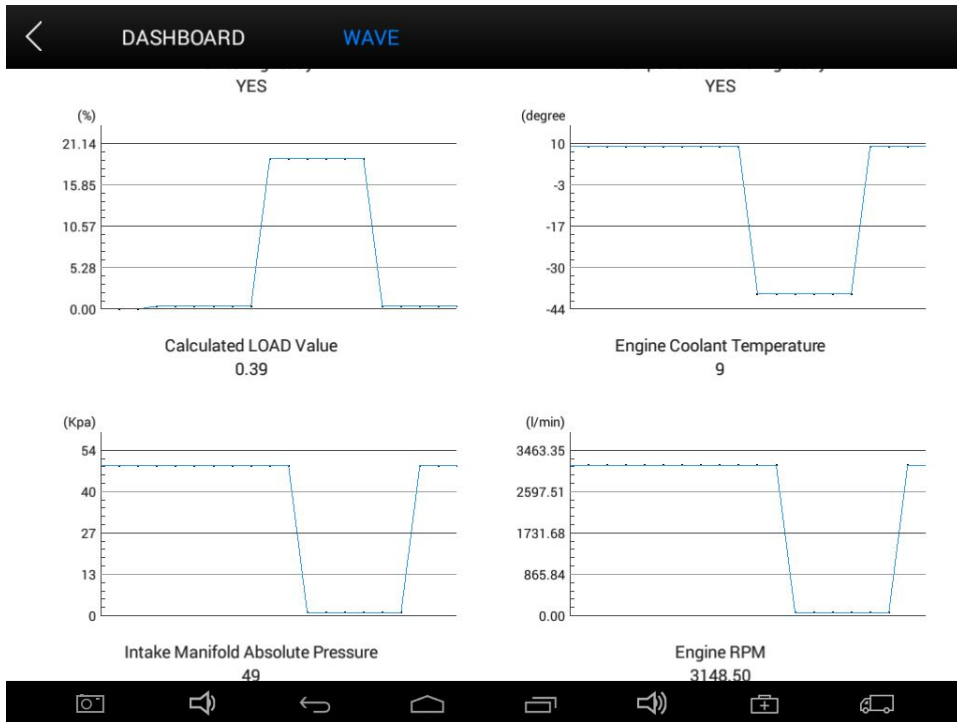 DASHBOARD WAVE
YES YES
(%) (degree
21.14 10
15.85 -3
10.57 -17
5.28 -30
0.00 -44
Calculated LOAD Value Engine Coolant Temperature
0.39 9
(Kpa) (l/min)
54 3463.35
40 2597.51
27 1731.68
13 865.84
0 0.00
Intake Manifold Absolute Pressure Engine RPM
49 3148.50